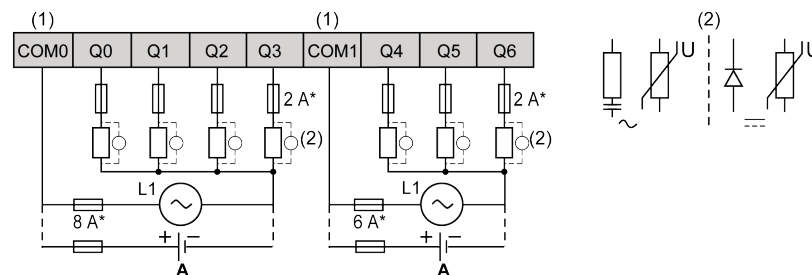 (1) (1) (2)
COM0 Q0 Q1 Q2 Q3 COM1 Q4 Q5 Q6
U U
2 A* 2 A*
(2) (2)
L1 L1
8 A* 6 A*
+ − + −
A A